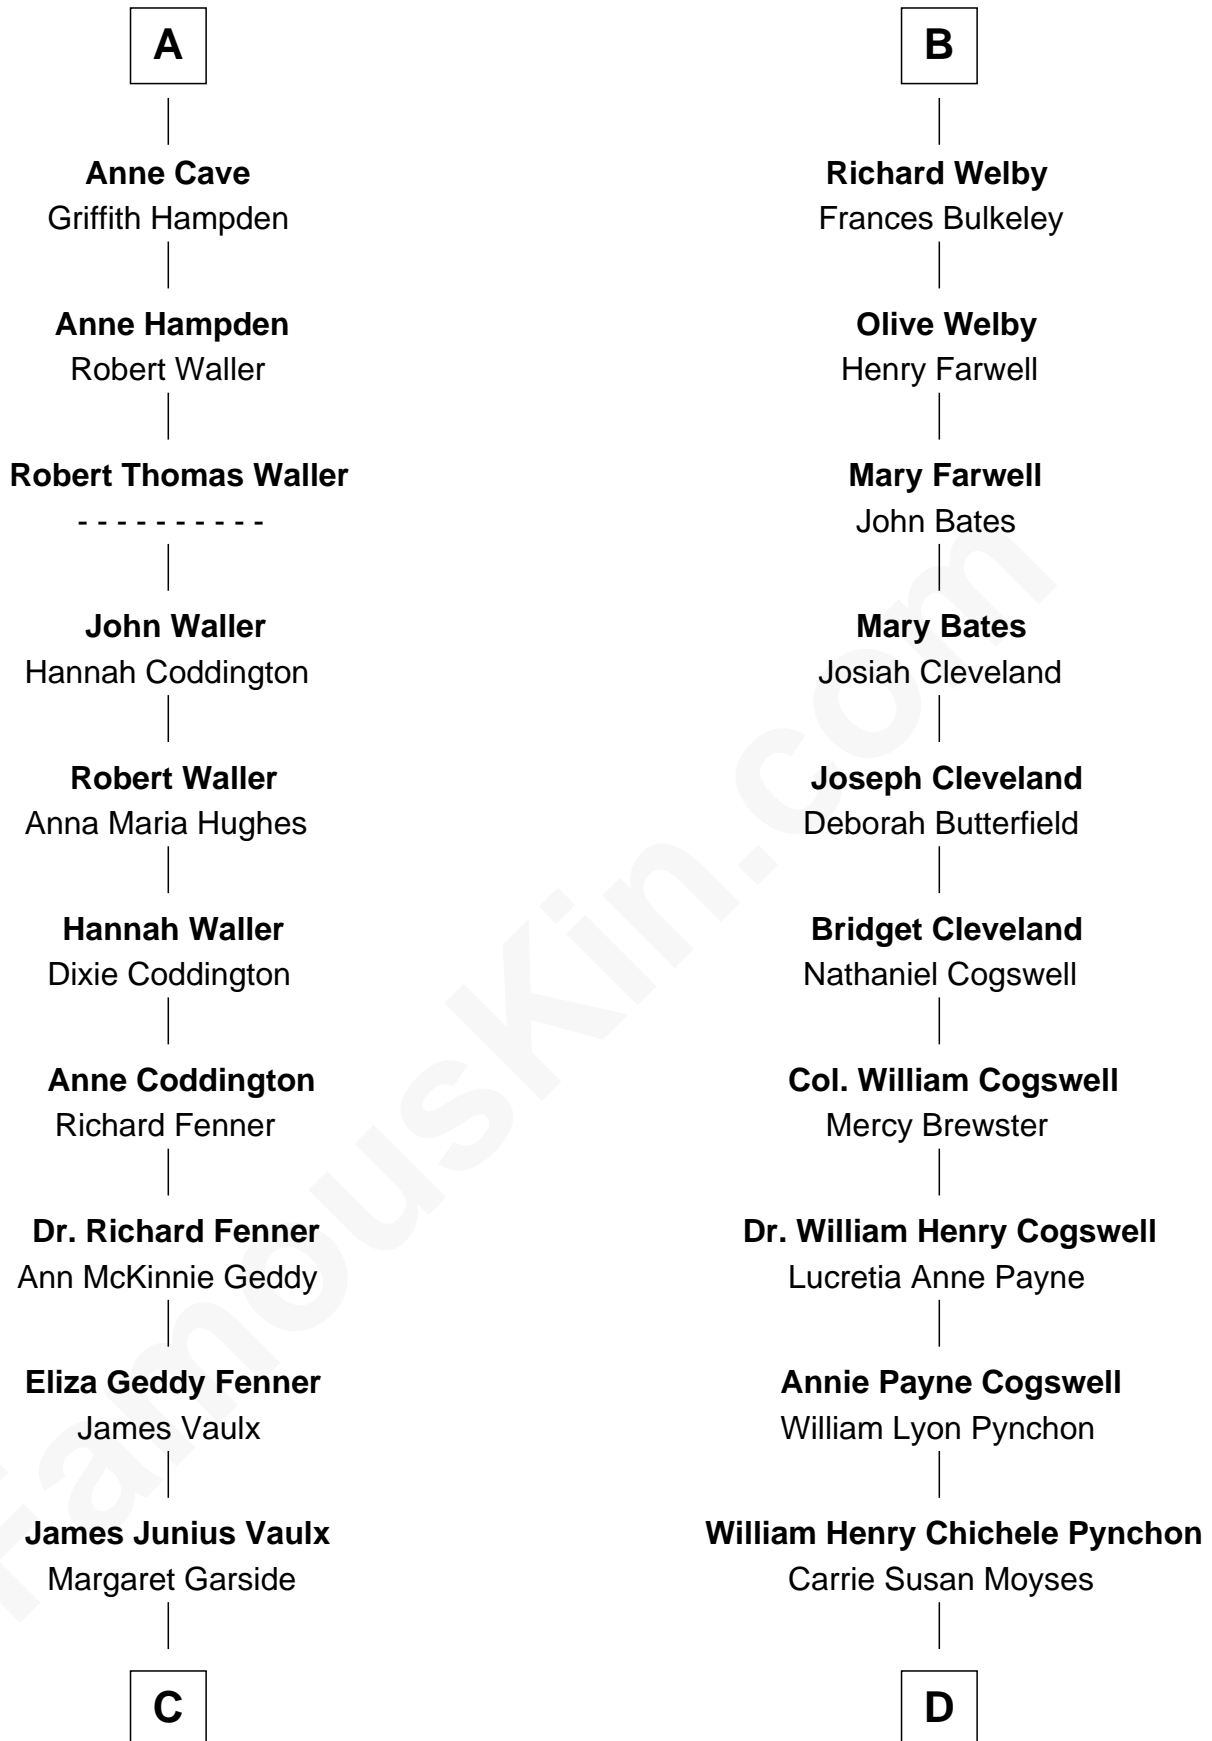 A
Anne Cave
Griffith Hampden
Anne Hampden
Robert Waller
Robert Thomas Waller
- - - - - - - - - -
John Waller
Hannah Coddington
Robert Waller
Anna Maria Hughes
Hannah Waller
Dixie Coddington
Anne Coddington
Richard Fenner
Dr. Richard Fenner
Ann McKinnie Geddy
Eliza Geddy Fenner
James Vaulx
James Junius Vaulx
Margaret Garside
C
B
Richard Welby
Frances Bulkeley
Olive Welby
Henry Farwell
Mary Farwell
John Bates
Mary Bates
Josiah Cleveland
Joseph Cleveland
Deborah Butterfield
Bridget Cleveland
Nathaniel Cogswell
Col. William Cogswell
Mercy Brewster
Dr. William Henry Cogswell
Lucretia Anne Payne
Annie Payne Cogswell
William Lyon Pynchon
William Henry Chichele Pynchon
Carrie Susan Moyses
D
FamousKin.com